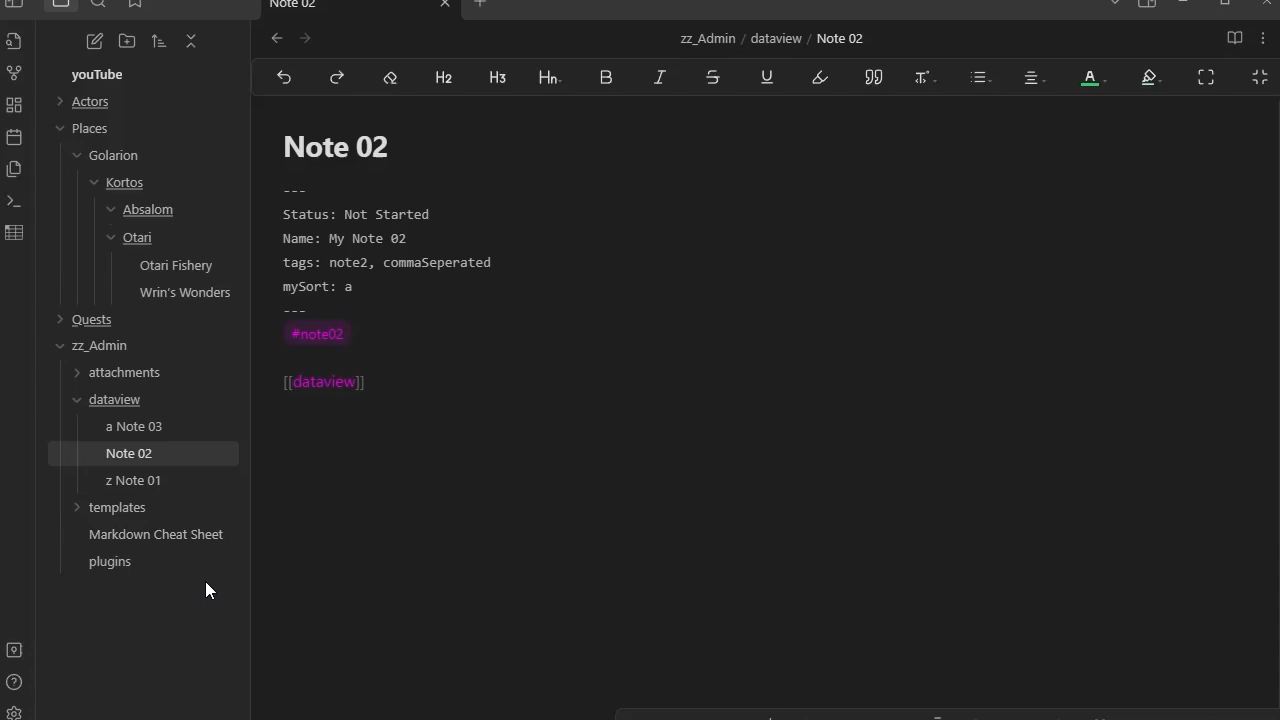 Note 02
youTube
Actors
Places
Golarion
Kortos
Absalom
Otari
Otari Fishery
Wrin's Wonders
Quests
zz_Admin
attachments
dataview
a Note 03
Note 02
z Note 01
templates
Markdown Cheat Sheet
plugins
zz_Admin / dataview / Note 02
H2 H3 Hn B I S U A
Note 02
---
Status: Not Started
Name: My Note 02
tags: note2, commaSeperated
mySort: a
---
#note02
[[dataview]]